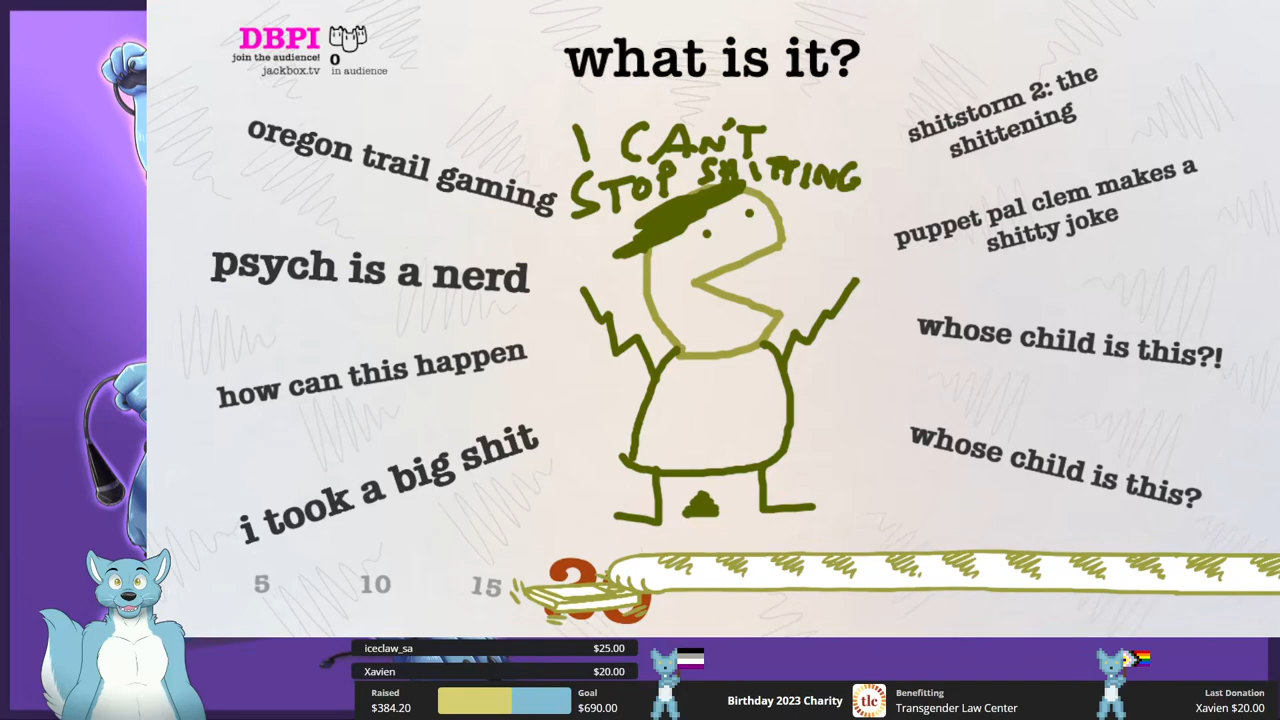 DBPI
join the audience!
jackbox.tv
0
in audience
what is it?
oregon trail gaming
psych is a nerd
how can this happen
i took a big shit
I CAN'T
STOP SHITTING
shitstorm 2: the
shittening
puppet pal clem makes a
shitty joke
whose child is this?!
whose child is this?
5
10
15
iceclaw_sa
$25.00
Xavien
$20.00
Raised
$384.20
Goal
$690.00
Birthday 2023 Charity
tlc
Benefitting
Transgender Law Center
Last Donation
Xavien $20.00